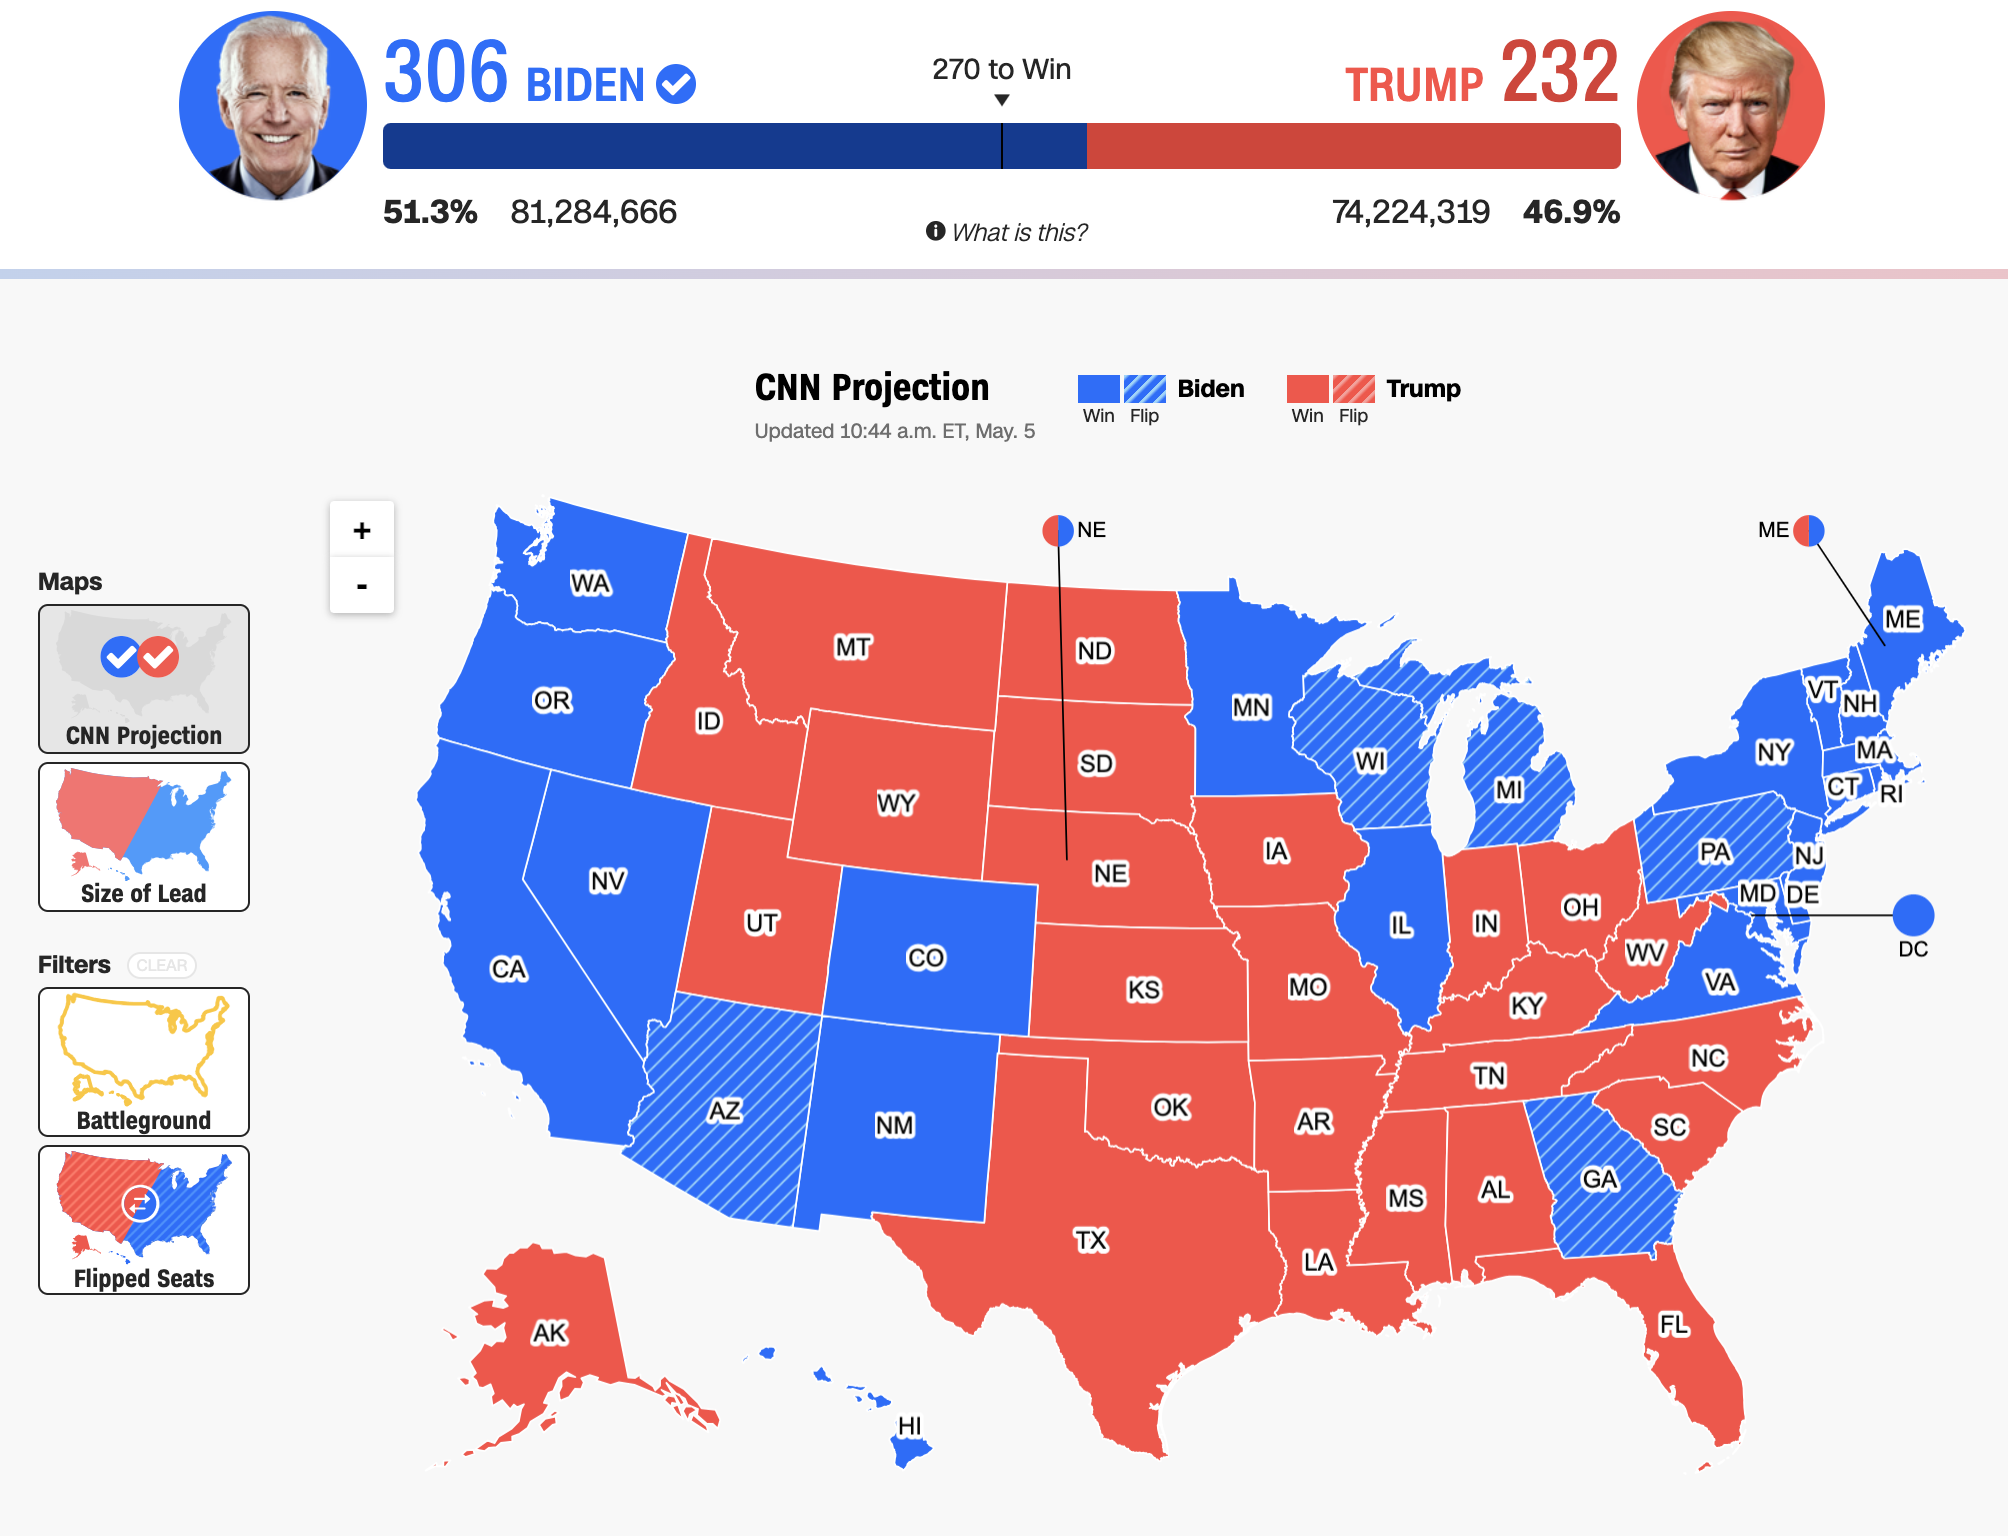 306 BIDEN
270 to Win
TRUMP 232
51.3% 81,284,666
74,224,319 46.9%
What is this?
CNN Projection
Updated 10:44 a.m. ET, May. 5
Win Flip Biden
Win Flip Trump
+
-
Maps
CNN Projection
Size of Lead
Filters CLEAR
Battleground
Flipped Seats
NE
ME
WA
MT
ND
ME
OR
ID
MN
VT
NH
SD
WI
NY
MA
WY
MI
CT
RI
NV
NE
IA
PA
NJ
UT
IL
IN
OH
MD
DE
CA
CO
KS
MO
WV
VA
DC
KY
NC
AZ
NM
OK
AR
TN
SC
TX
LA
MS
AL
GA
AK
HI
FL